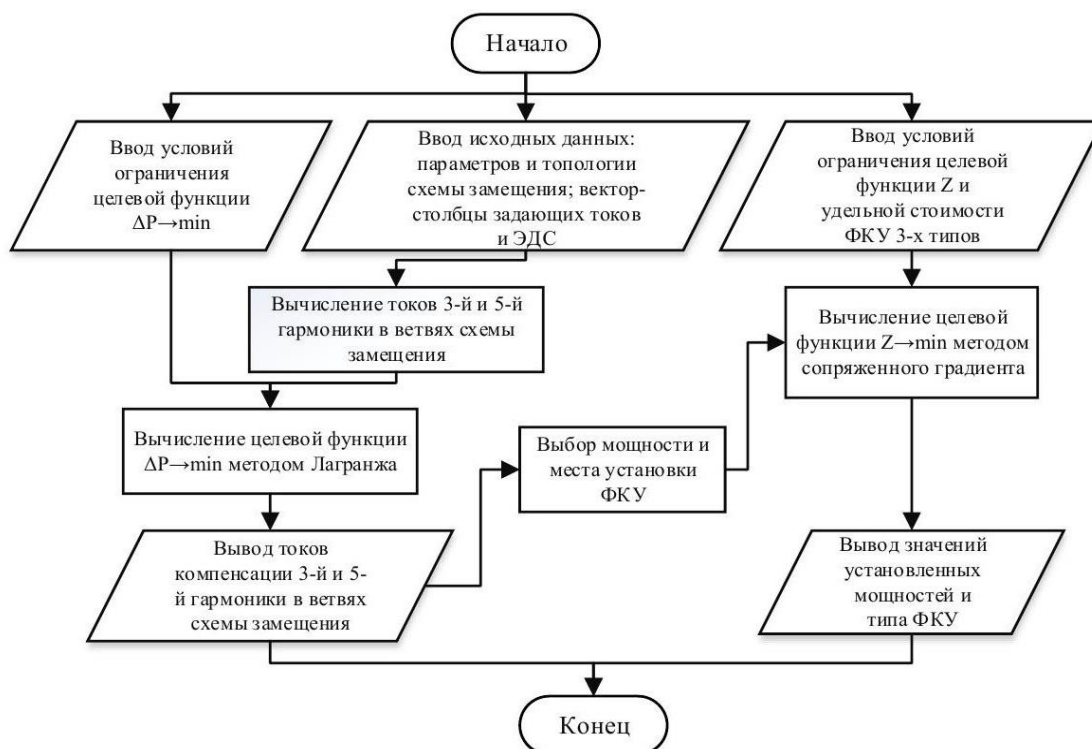 Начало
Ввод условий
ограничения
целевой функции
ΔP→min
Ввод исходных данных:
параметров и топологии
схемы замещения; вектор-
столбцы задающих токов
и ЭДС
Ввод условий
ограничения целевой
функции Z и
удельной стоимости
ФКУ 3-х типов
Вычисление токов 3-й и 5-й
гармоники в ветвях схемы
замещения
Вычисление целевой
функции Z→min методом
сопряженного градиента
Вычисление целевой функции
ΔP→min методом Лагранжа
Выбор мощности и
места установки
ФКУ
Вывод токов
компенсации 3-й и 5-
й гармоники в ветвях
схемы замещения
Вывод значений
установленных
мощностей и
типа ФКУ
Конец